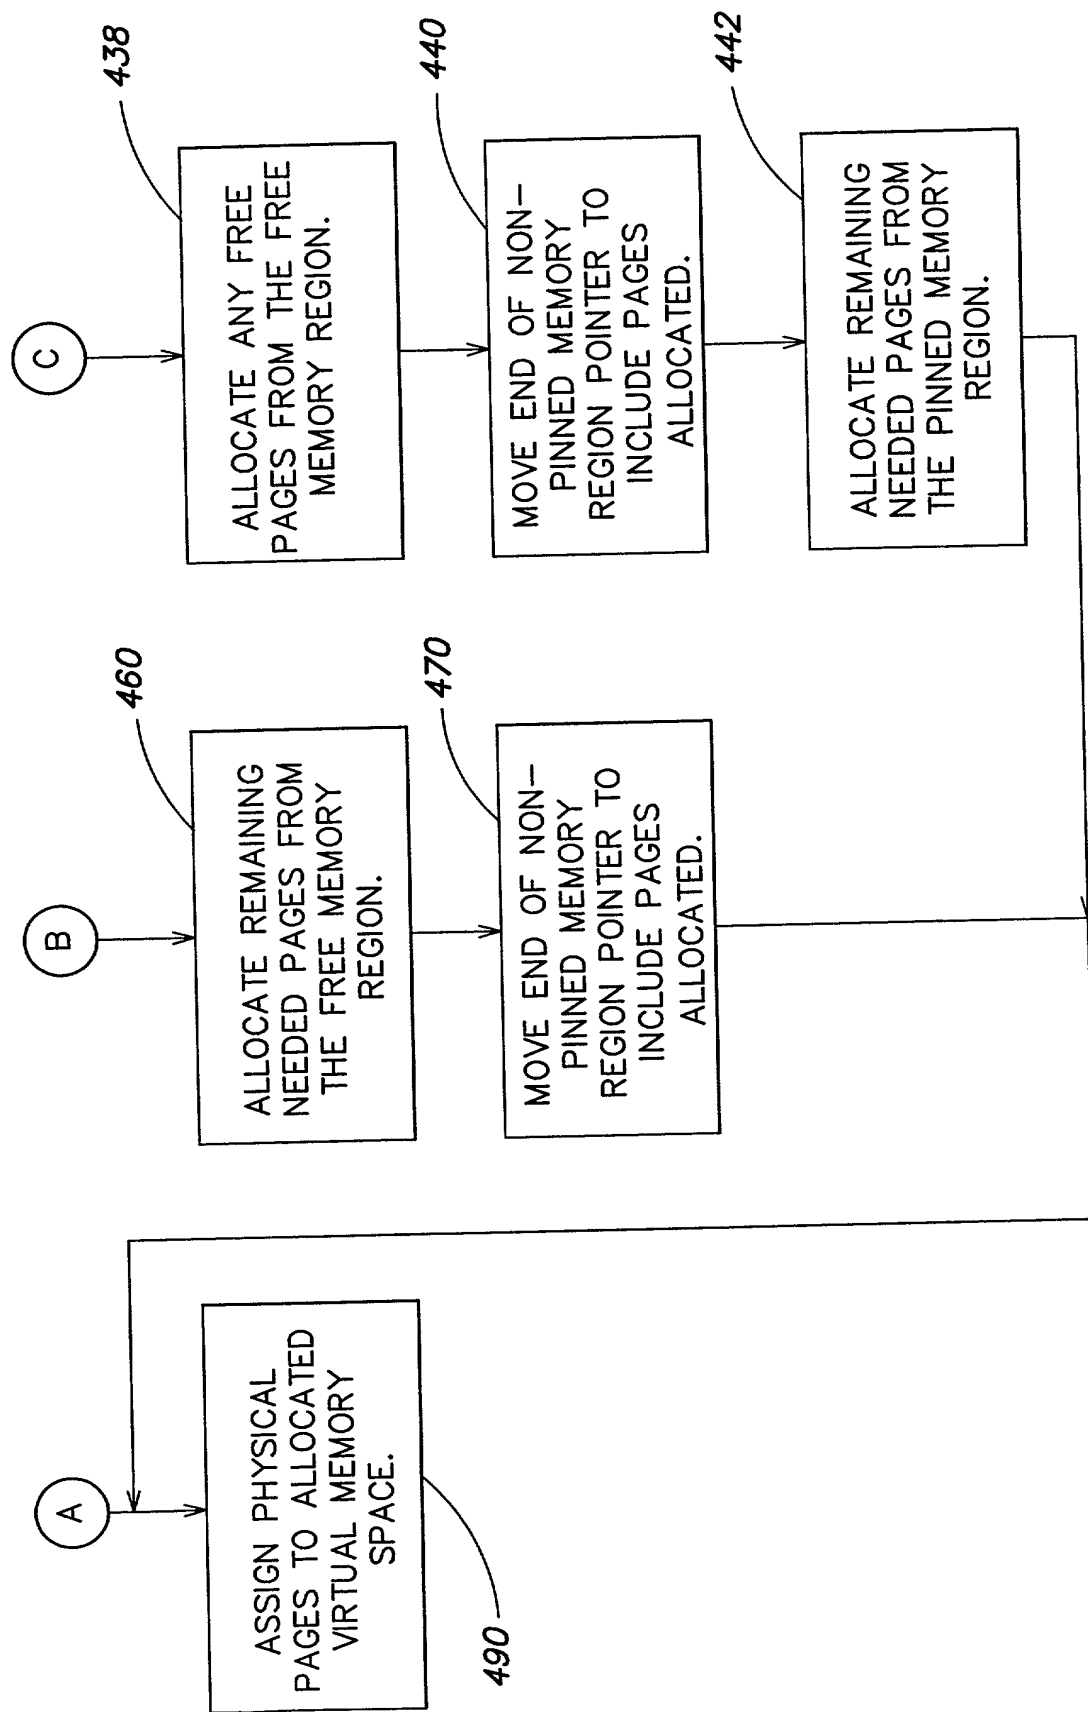 A
ASSIGN PHYSICAL
PAGES TO ALLOCATED
VIRTUAL MEMORY
SPACE.
490
B
460
ALLOCATE REMAINING
NEEDED PAGES FROM
THE FREE MEMORY
REGION.
470
MOVE END OF NON–
PINNED MEMORY
REGION POINTER TO
INCLUDE PAGES
ALLOCATED.
C
438
ALLOCATE ANY FREE
PAGES FROM THE FREE
MEMORY REGION.
440
MOVE END OF NON–
PINNED MEMORY
REGION POINTER TO
INCLUDE PAGES
ALLOCATED.
442
ALLOCATE REMAINING
NEEDED PAGES FROM
THE PINNED MEMORY
REGION.